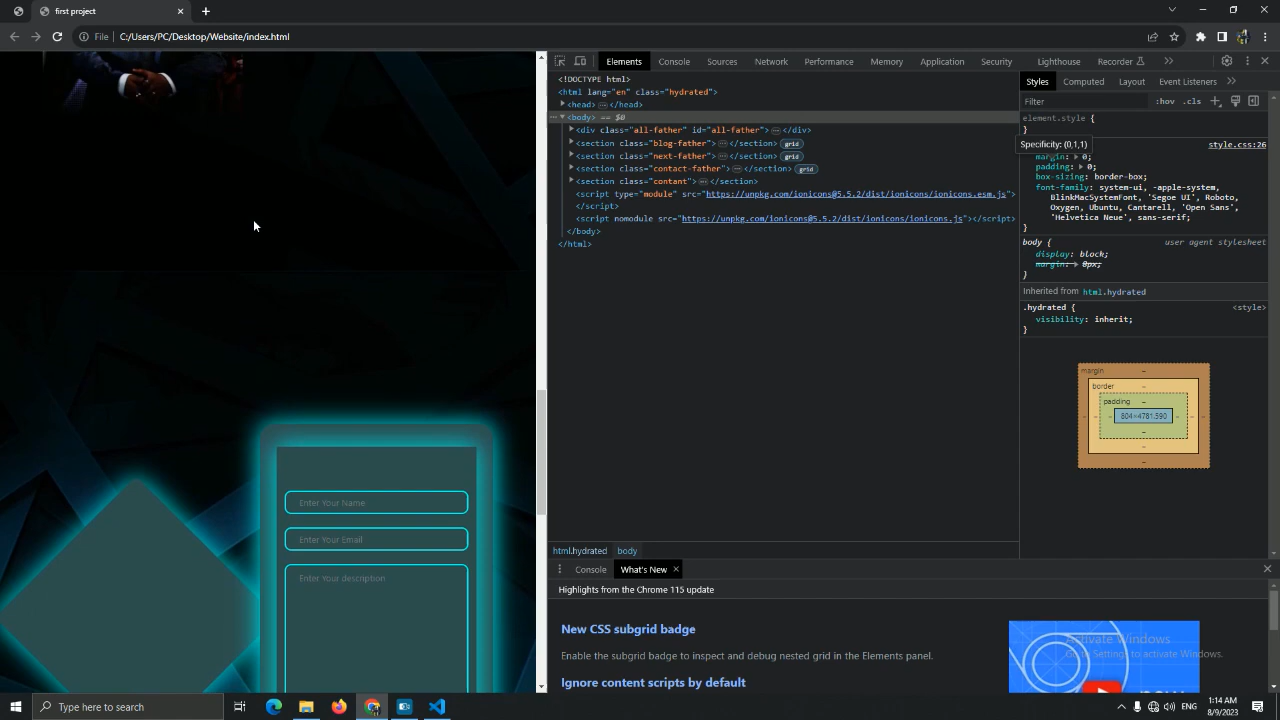 first project
File
C:/Users/PC/Desktop/Website/index.html
Elements Console Sources Network Performance Memory Application Security Lighthouse Recorder
<!DOCTYPE html>
<html lang="en" class="hydrated">
<head> … </head>
<body> == $0
<div class="all-father" id="all-father"> … </div>
<section class="blog-father"> … </section> grid
<section class="next-father"> … </section> grid
<section class="contact-father"> … </section> grid
<section class="contant"> … </section>
<script type="module" src="https://unpkg.com/ionicons@5.5.2/dist/ionicons/ionicons.esm.js">
</script>
<script nomodule src="https://unpkg.com/ionicons@5.5.2/dist/ionicons/ionicons.js"></script>
</body>
</html>
Styles Computed Layout Event Listeners
Filter
:hov .cls
element.style {
}
Specificity: (0,1,1)
style.css:26
margin: 0;
padding: 0;
box-sizing: border-box;
font-family: system-ui, -apple-system,
BlinkMacSystemFont, 'Segoe UI', Roboto,
Oxygen, Ubuntu, Cantarell, 'Open Sans',
'Helvetica Neue', sans-serif;
}
body { user agent stylesheet
display: block;
margin: 8px;
}
Inherited from html.hydrated
.hydrated { <style>
visibility: inherit;
}
margin –
border –
padding –
804×4781.590
Enter Your Name
Enter Your Email
Enter Your description
html.hydrated body
Console What's New
Highlights from the Chrome 115 update
New CSS subgrid badge
Enable the subgrid badge to inspect and debug nested grid in the Elements panel.
Ignore content scripts by default
Activate Windows
Go to Settings to activate Windows.
Type here to search
ENG
1:14 AM
8/9/2023